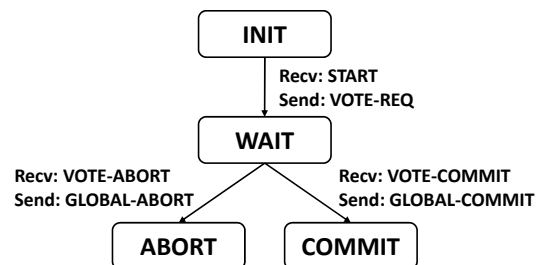 INIT
Recv: START
Send: VOTE-REQ
WAIT
Recv: VOTE-ABORT
Send: GLOBAL-ABORT
Recv: VOTE-COMMIT
Send: GLOBAL-COMMIT
ABORT
COMMIT